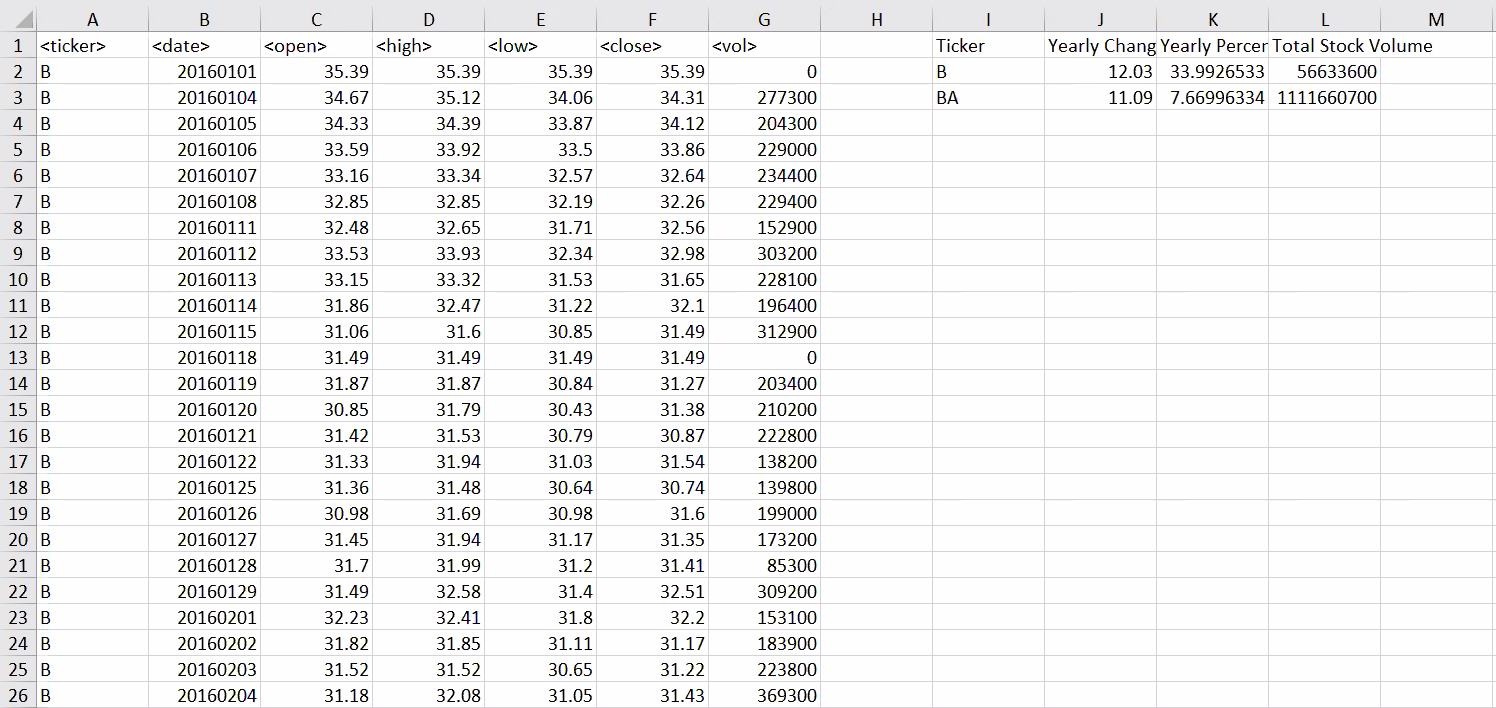 A B C D E F G H I J K L M
1 <ticker> <date> <open> <high> <low> <close> <vol> Ticker Yearly Chang Yearly Percer Total Stock Volume
2 B 20160101 35.39 35.39 35.39 35.39 0 B 12.03 33.9926533 56633600
3 B 20160104 34.67 35.12 34.06 34.31 277300 BA 11.09 7.66996334 1111660700
4 B 20160105 34.33 34.39 33.87 34.12 204300
5 B 20160106 33.59 33.92 33.5 33.86 229000
6 B 20160107 33.16 33.34 32.57 32.64 234400
7 B 20160108 32.85 32.85 32.19 32.26 229400
8 B 20160111 32.48 32.65 31.71 32.56 152900
9 B 20160112 33.53 33.93 32.34 32.98 303200
10 B 20160113 33.15 33.32 31.53 31.65 228100
11 B 20160114 31.86 32.47 31.22 32.1 196400
12 B 20160115 31.06 31.6 30.85 31.49 312900
13 B 20160118 31.49 31.49 31.49 31.49 0
14 B 20160119 31.87 31.87 30.84 31.27 203400
15 B 20160120 30.85 31.79 30.43 31.38 210200
16 B 20160121 31.42 31.53 30.79 30.87 222800
17 B 20160122 31.33 31.94 31.03 31.54 138200
18 B 20160125 31.36 31.48 30.64 30.74 139800
19 B 20160126 30.98 31.69 30.98 31.6 199000
20 B 20160127 31.45 31.94 31.17 31.35 173200
21 B 20160128 31.7 31.99 31.2 31.41 85300
22 B 20160129 31.49 32.58 31.4 32.51 309200
23 B 20160201 32.23 32.41 31.8 32.2 153100
24 B 20160202 31.82 31.85 31.11 31.17 183900
25 B 20160203 31.52 31.52 30.65 31.22 223800
26 B 20160204 31.18 32.08 31.05 31.43 369300